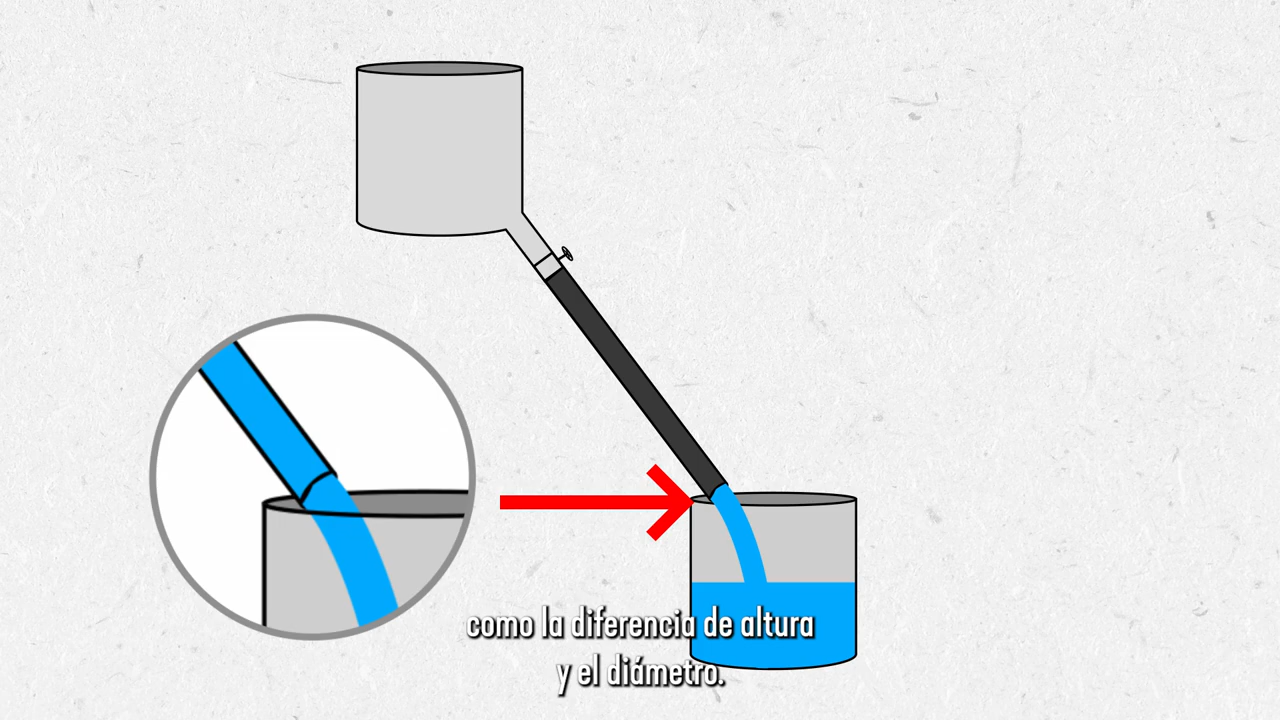 como la diferencia de altura
y el diámetro.